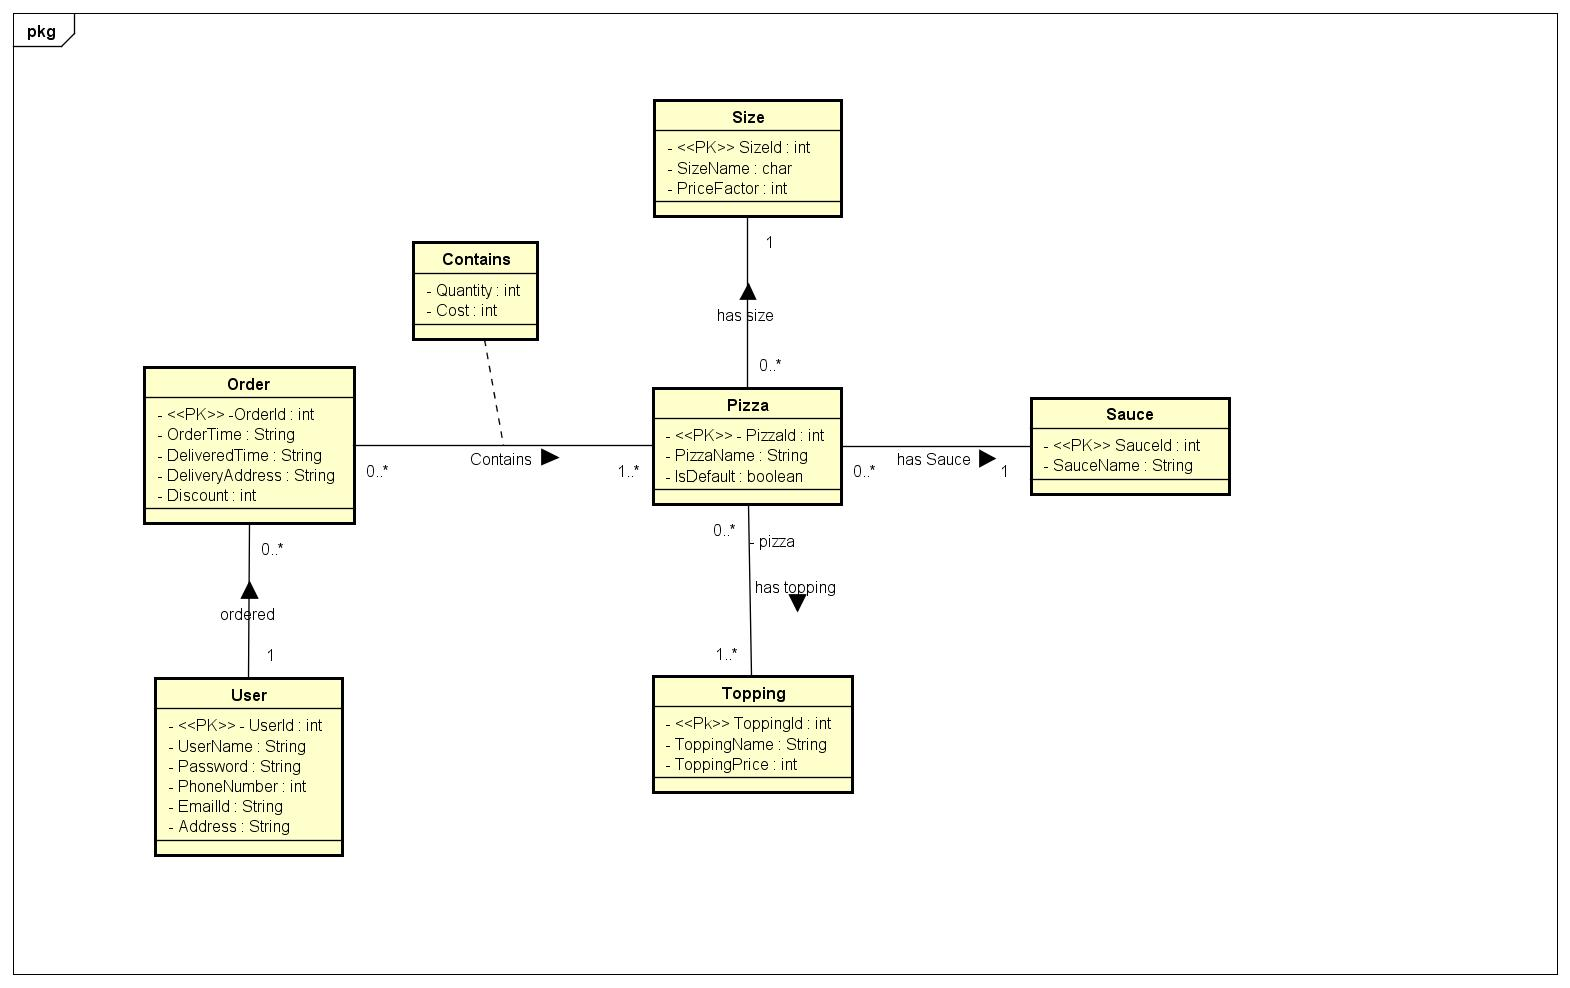 pkg
Size
- <<PK>> SizeId : int
- SizeName : char
- PriceFactor : int
1
has size
0..*
Contains
- Quantity : int
- Cost : int
Order
- <<PK>> -OrderId : int
- OrderTime : String
- DeliveredTime : String
- DeliveryAddress : String
- Discount : int
0..*
Contains
1..*
Pizza
- <<PK>> - PizzaId : int
- PizzaName : String
- IsDefault : boolean
0..*
has Sauce
1
Sauce
- <<PK>> SauceId : int
- SauceName : String
0..*
ordered
1
0..*
- pizza
has topping
1..*
User
- <<PK>> - UserId : int
- UserName : String
- Password : String
- PhoneNumber : int
- EmailId : String
- Address : String
Topping
- <<Pk>> ToppingId : int
- ToppingName : String
- ToppingPrice : int